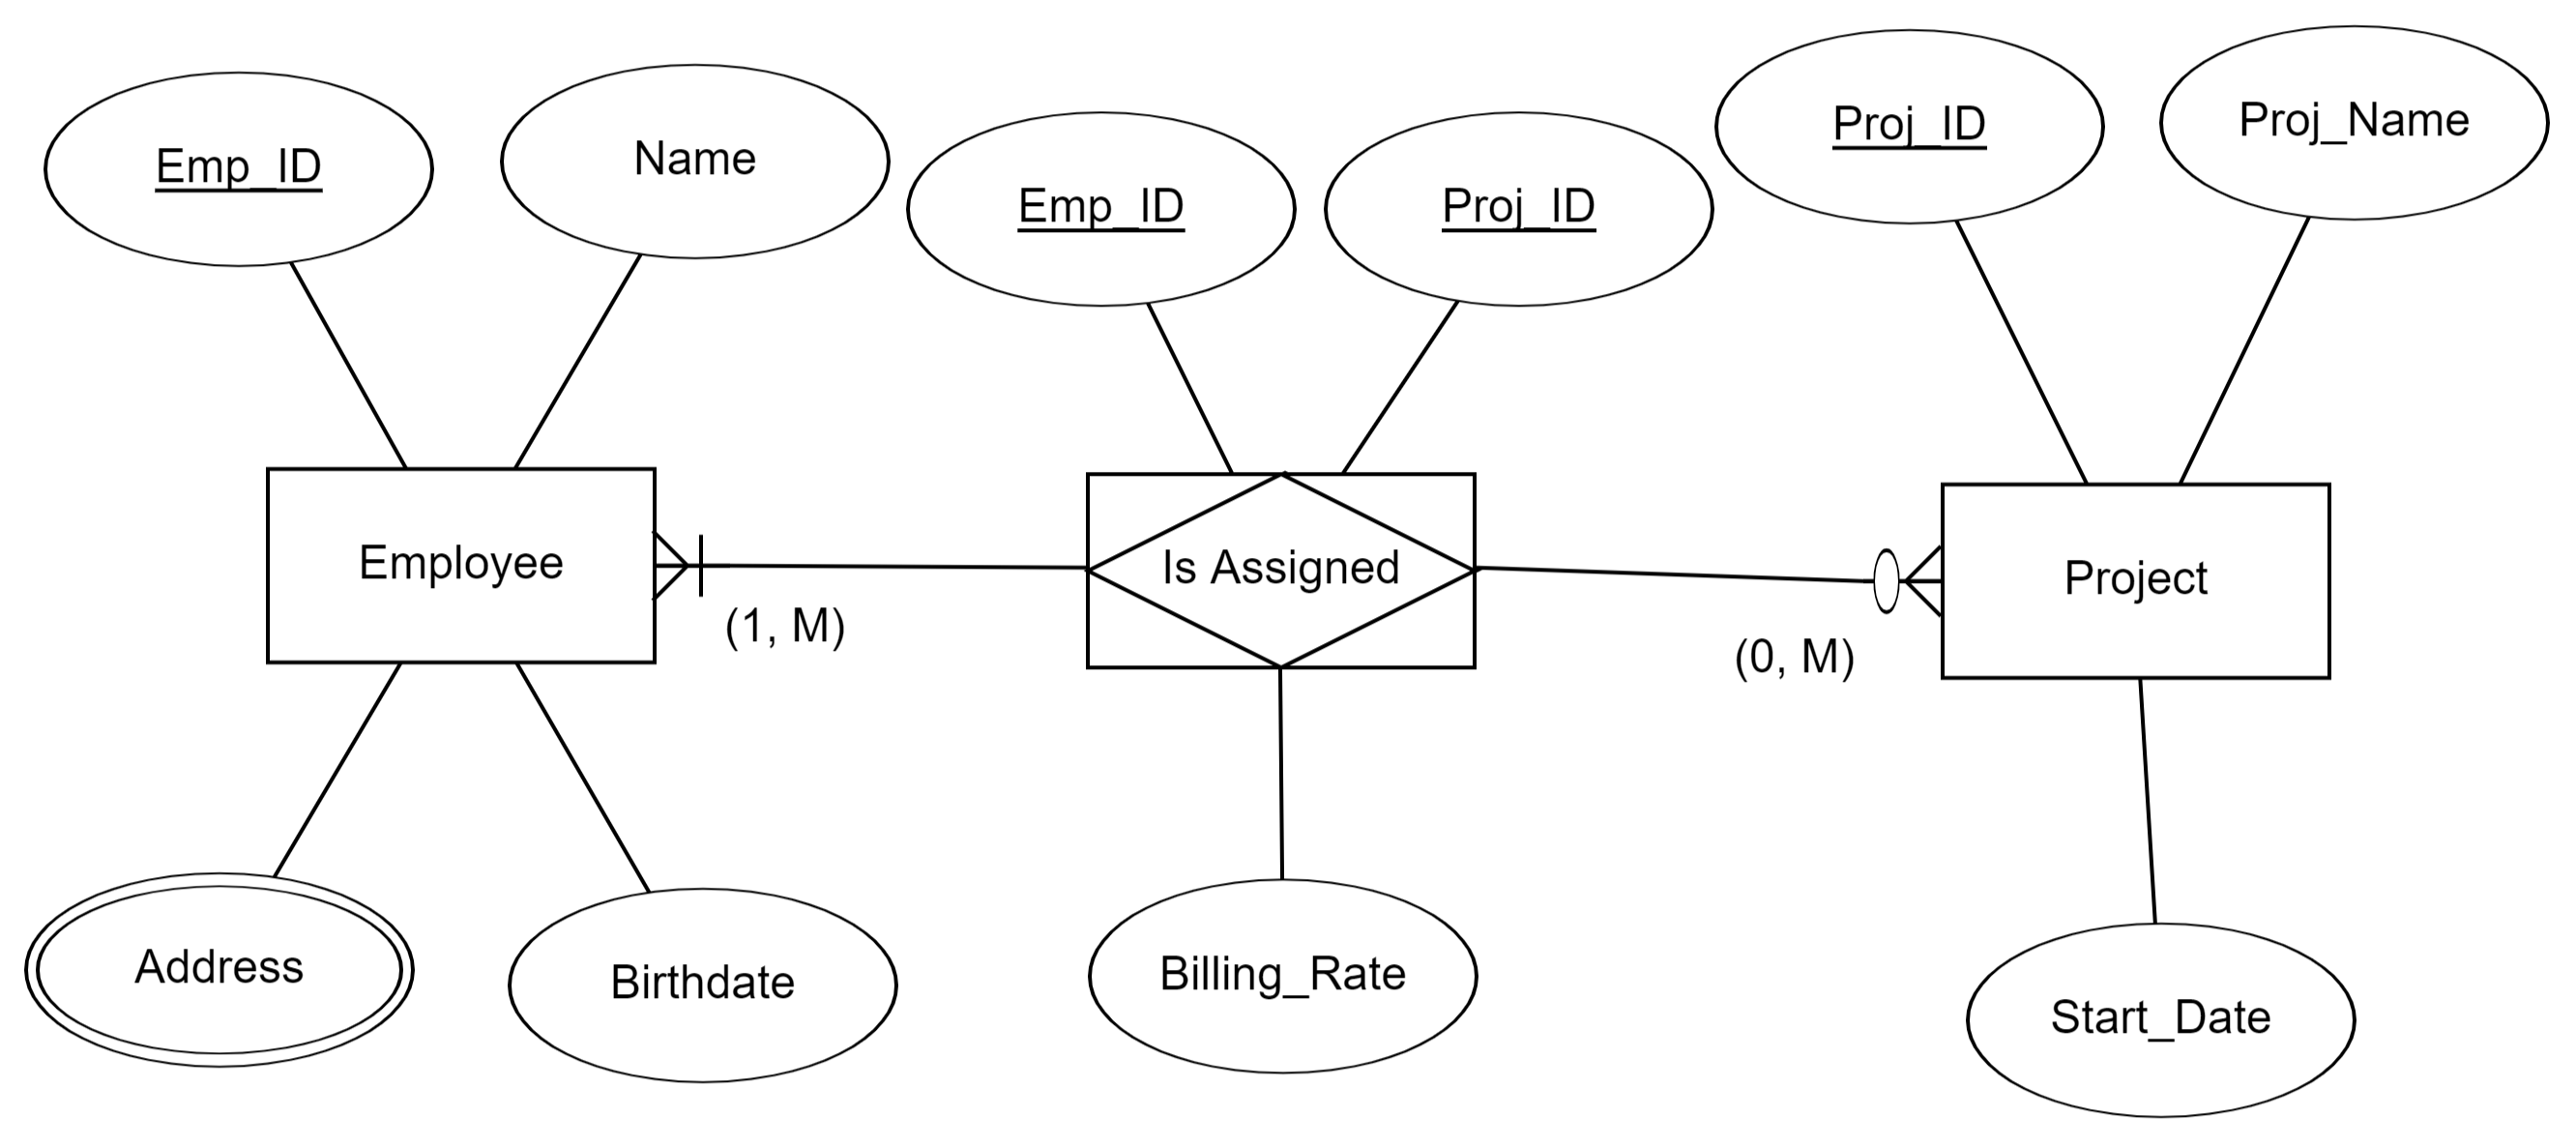 Emp_ID
Name
Emp_ID
Proj_ID
Proj_ID
Proj_Name
Employee
(1, M)
Is Assigned
(0, M)
Project
Address
Birthdate
Billing_Rate
Start_Date